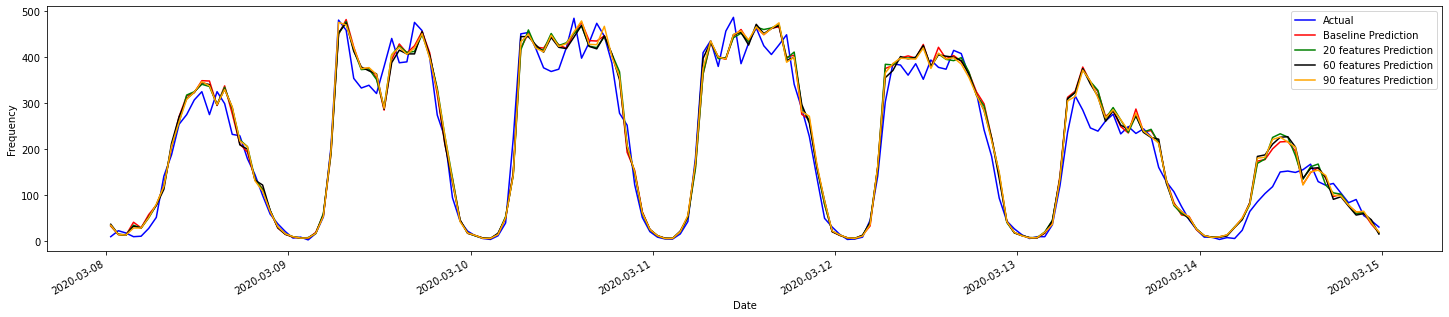 500
400
300
200
100
0
Frequency
2020-03-08
2020-03-09
2020-03-10
2020-03-11
2020-03-12
2020-03-13
2020-03-14
2020-03-15
Date
Actual
Baseline Prediction
20 features Prediction
60 features Prediction
90 features Prediction